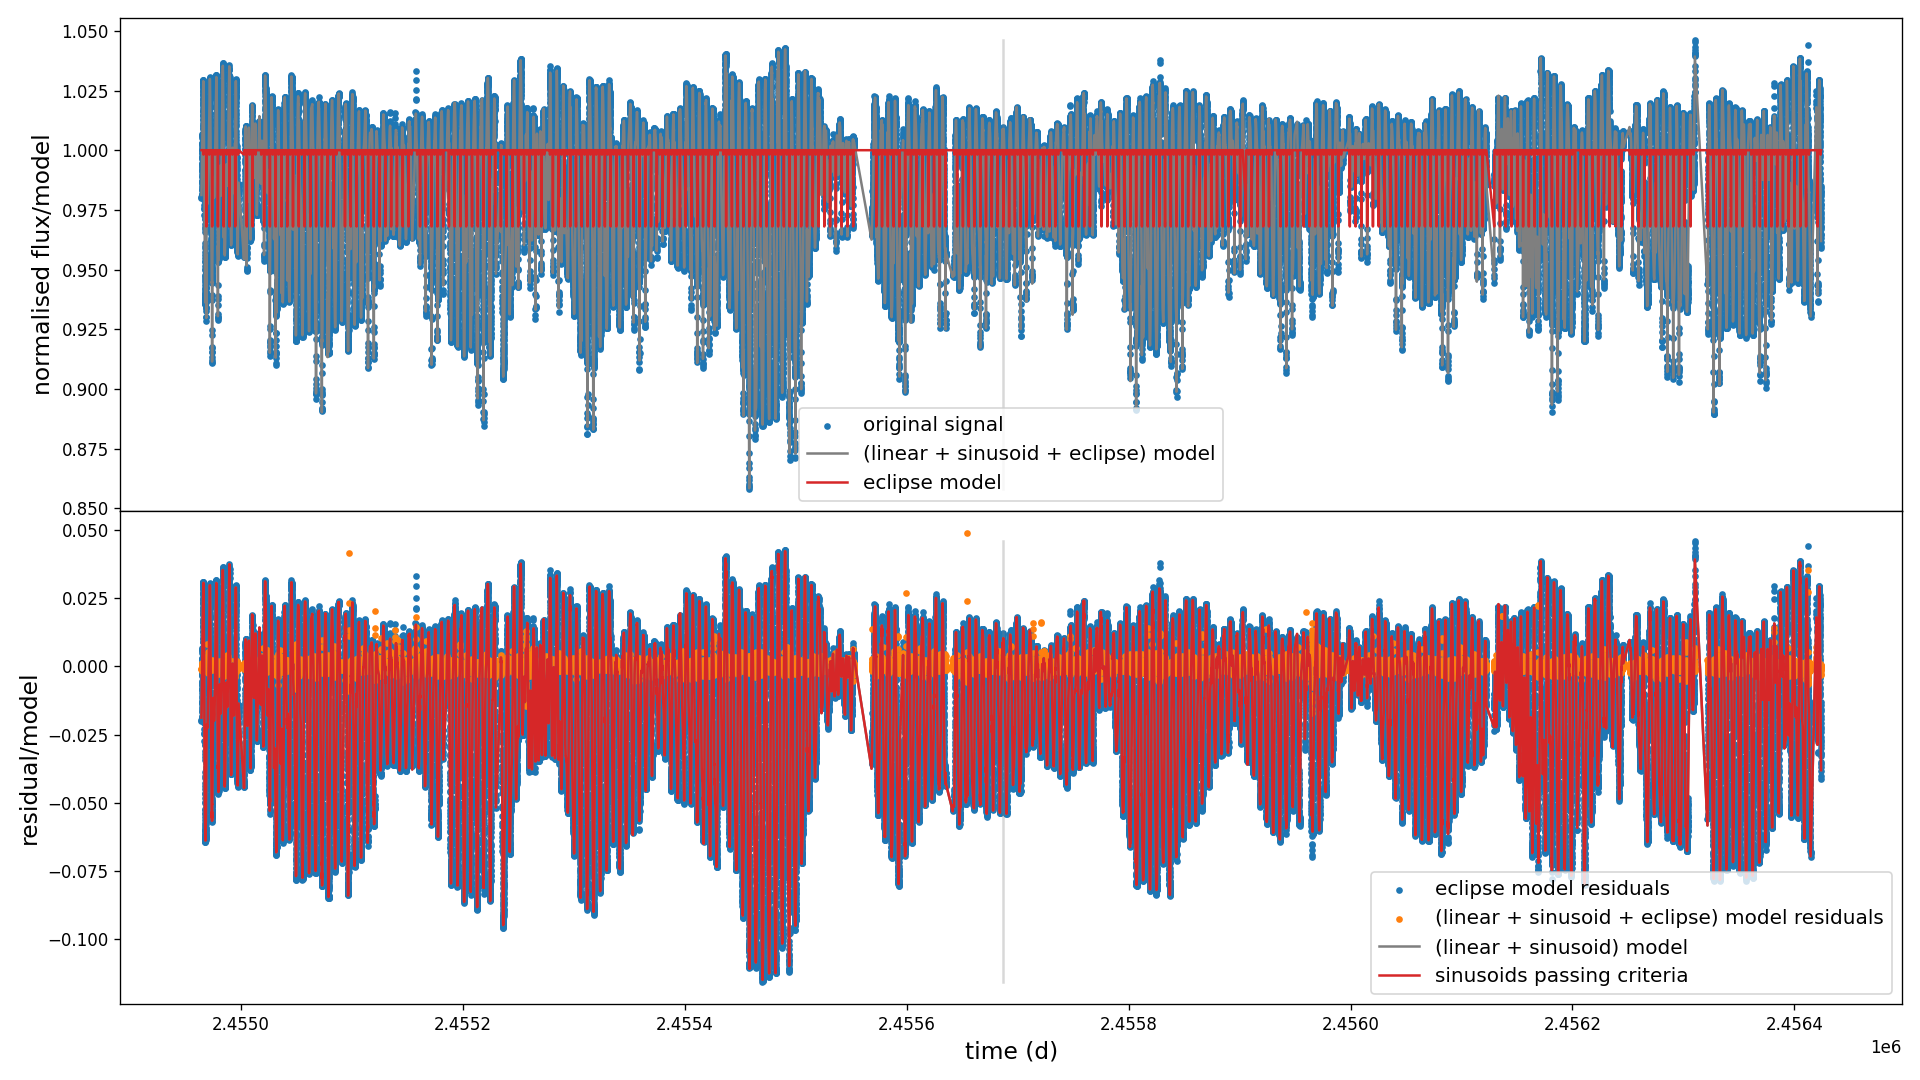 1.050
1.025
1.000
0.975
0.950
0.925
0.900
0.875
0.850
normalised flux/model
original signal
(linear + sinusoid + eclipse) model
eclipse model
0.050
0.025
0.000
−0.025
−0.050
−0.075
−0.100
residual/model
eclipse model residuals
(linear + sinusoid + eclipse) model residuals
(linear + sinusoid) model
sinusoids passing criteria
2.4550 2.4552 2.4554 2.4556 2.4558 2.4560 2.4562 2.4564
1e6
time (d)